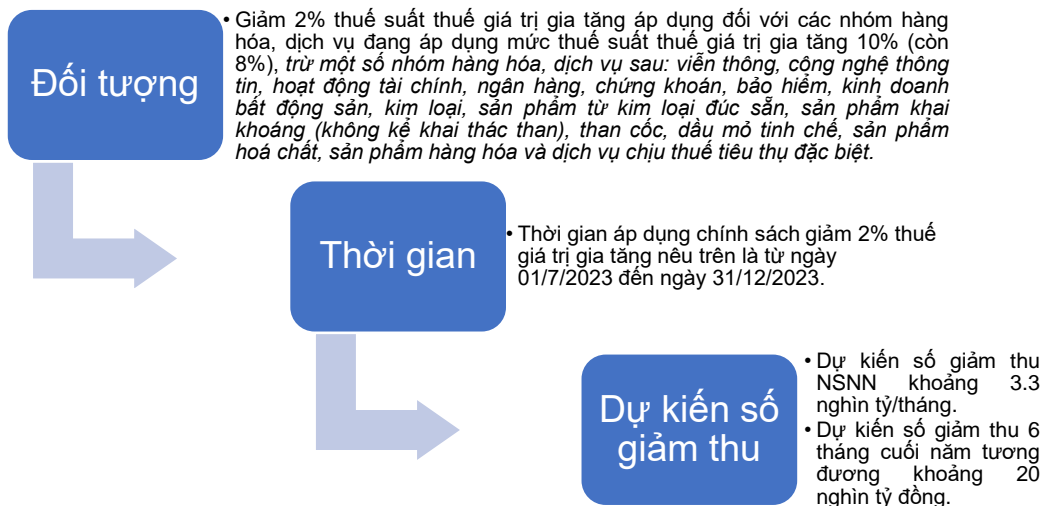 Đối tượng
• Giảm 2% thuế suất thuế giá trị gia tăng áp dụng đối với các nhóm hàng
hóa, dịch vụ đang áp dụng mức thuế suất thuế giá trị gia tăng 10% (còn
8%), trừ một số nhóm hàng hóa, dịch vụ sau: viễn thông, công nghệ thông
tin, hoạt động tài chính, ngân hàng, chứng khoán, bảo hiểm, kinh doanh
bất động sản, kim loại, sản phẩm từ kim loại đúc sẵn, sản phẩm khai
khoáng (không kể khai thác than), than cốc, dầu mỏ tinh chế, sản phẩm
hoá chất, sản phẩm hàng hóa và dịch vụ chịu thuế tiêu thụ đặc biệt.
Thời gian
• Thời gian áp dụng chính sách giảm 2% thuế
giá trị gia tăng nêu trên là từ ngày
01/7/2023 đến ngày 31/12/2023.
Dự kiến số
giảm thu
• Dự kiến số giảm thu
NSNN khoảng 3.3
nghìn tỷ/tháng.
• Dự kiến số giảm thu 6
tháng cuối năm tương
đương khoảng 20
nghìn tỷ đồng.